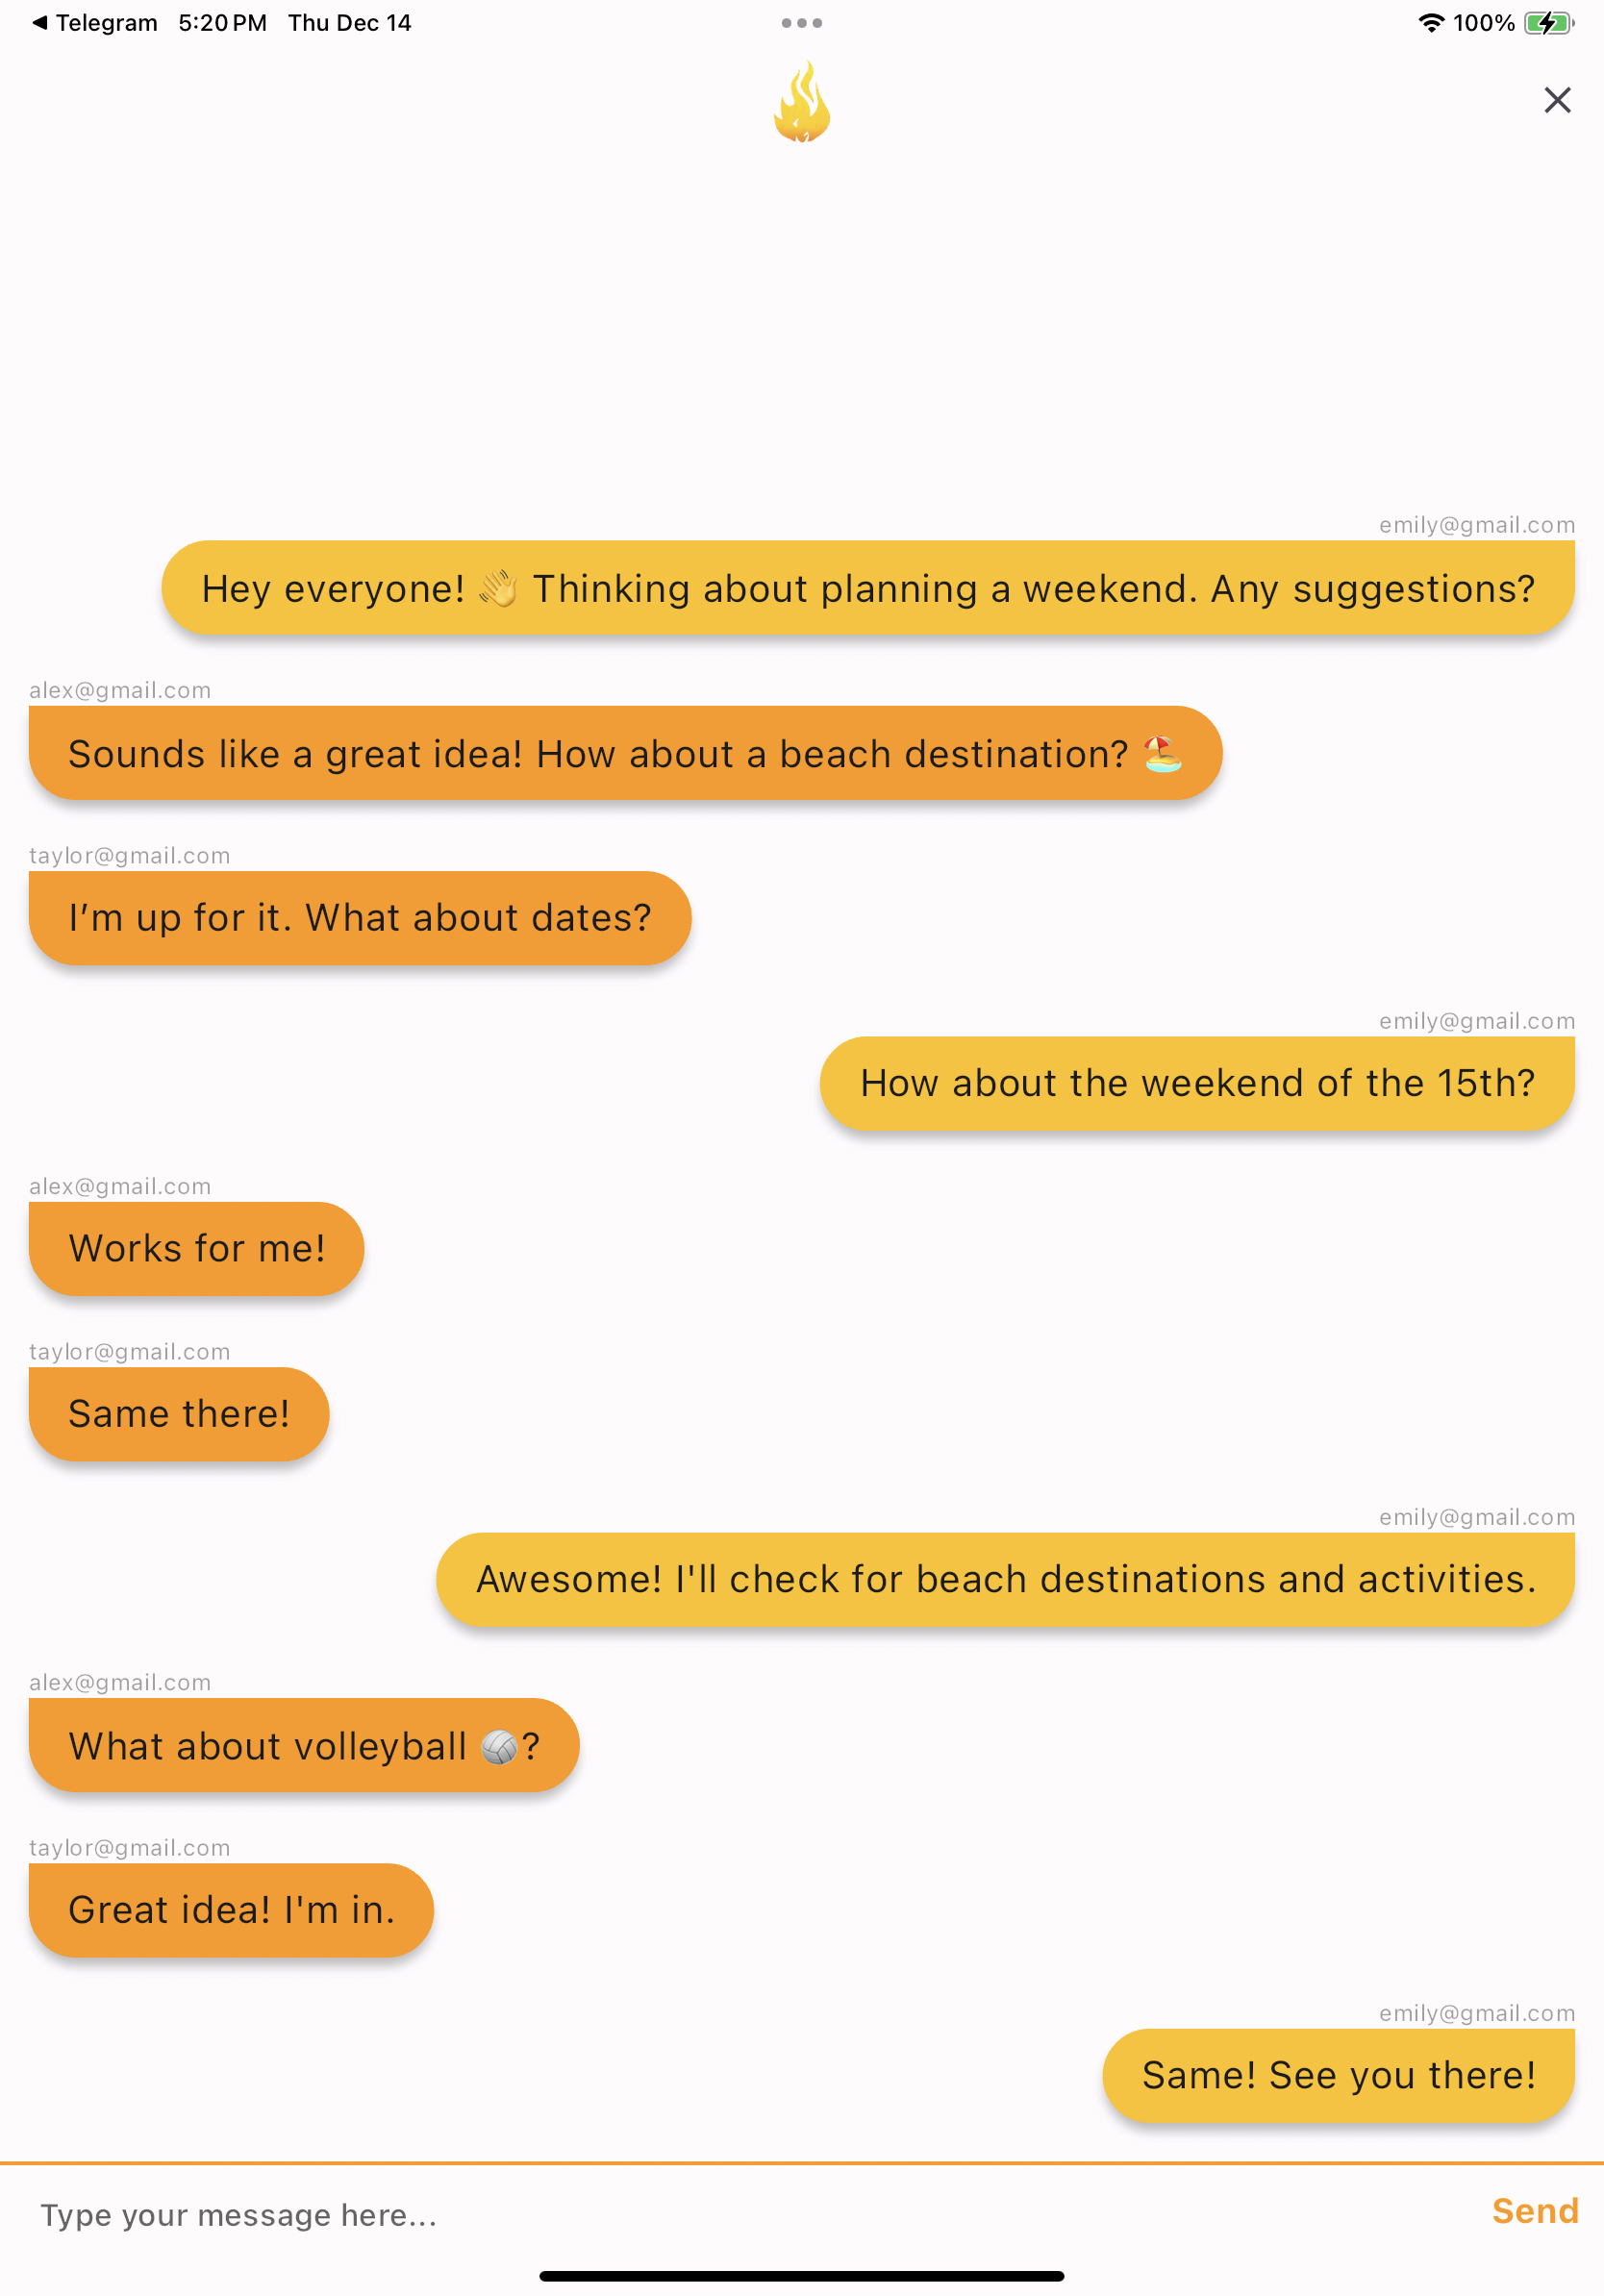 ◀ Telegram 5:20 PM Thu Dec 14 100%
emily@gmail.com
Hey everyone! 👋 Thinking about planning a weekend. Any suggestions?
alex@gmail.com
Sounds like a great idea! How about a beach destination? 🏖️
taylor@gmail.com
I’m up for it. What about dates?
emily@gmail.com
How about the weekend of the 15th?
alex@gmail.com
Works for me!
taylor@gmail.com
Same there!
emily@gmail.com
Awesome! I'll check for beach destinations and activities.
alex@gmail.com
What about volleyball 🏐?
taylor@gmail.com
Great idea! I'm in.
emily@gmail.com
Same! See you there!
Type your message here...
Send